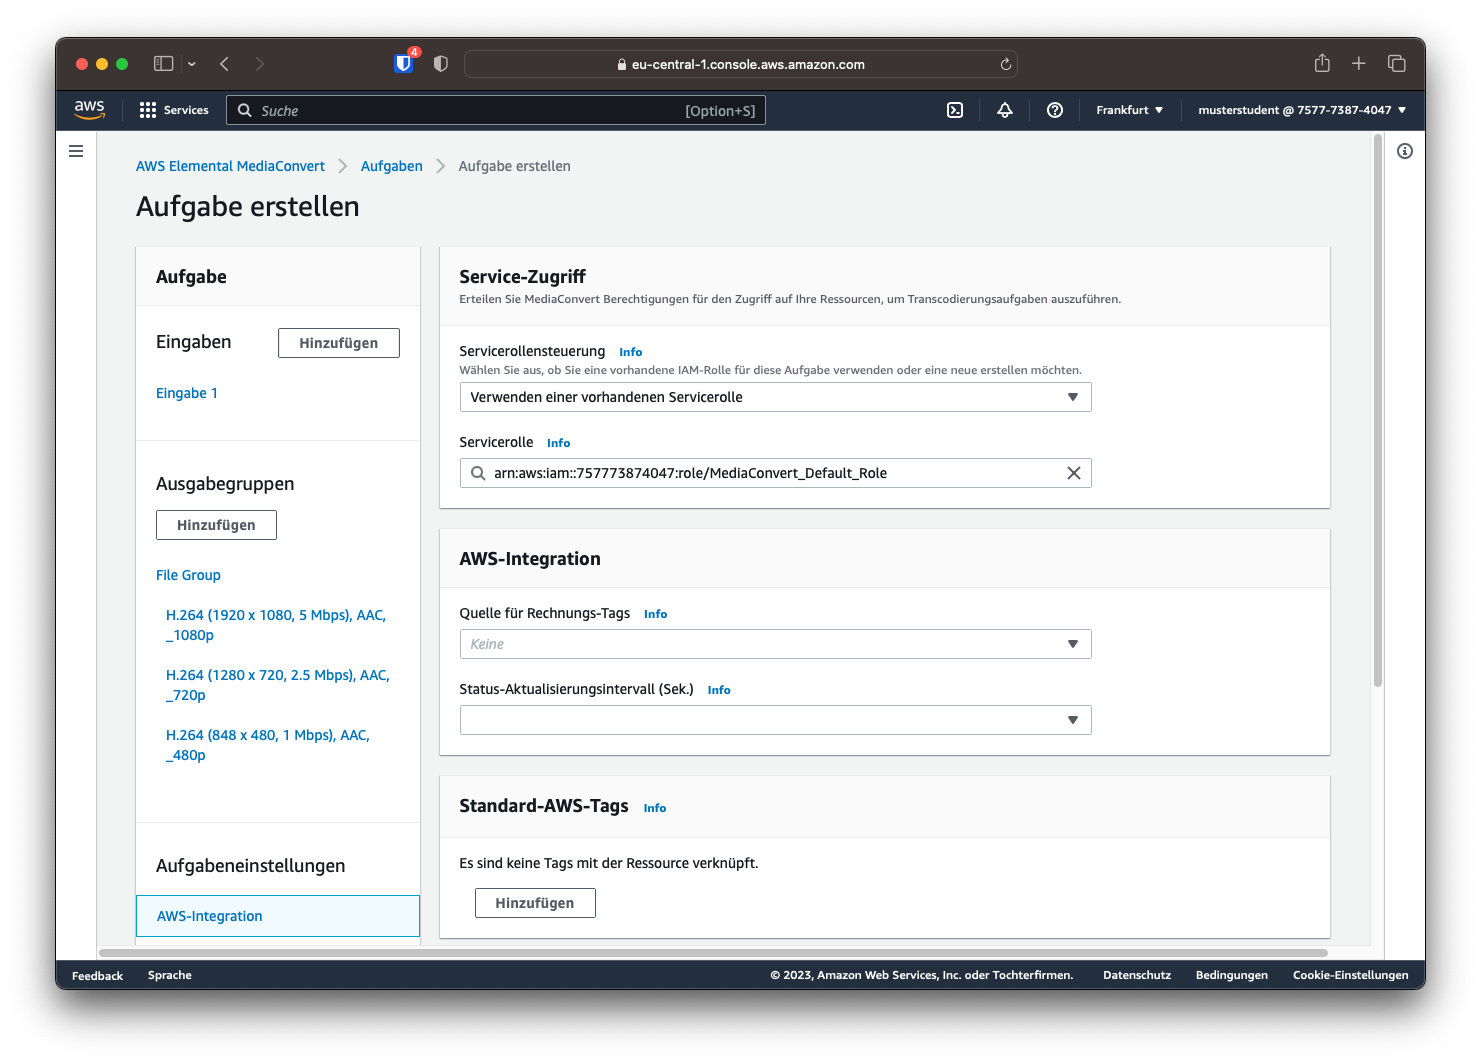 4
eu-central-1.console.aws.amazon.com
aws
Services
Suche
[Option+S]
Frankfurt
musterstudent @ 7577-7387-4047
AWS Elemental MediaConvert
Aufgaben
Aufgabe erstellen
Aufgabe erstellen
Aufgabe
Eingaben
Hinzufügen
Eingabe 1
Ausgabegruppen
Hinzufügen
File Group
H.264 (1920 x 1080, 5 Mbps), AAC,
_1080p
H.264 (1280 x 720, 2.5 Mbps), AAC,
_720p
H.264 (848 x 480, 1 Mbps), AAC,
_480p
Aufgabeneinstellungen
AWS-Integration
Service-Zugriff
Erteilen Sie MediaConvert Berechtigungen für den Zugriff auf Ihre Ressourcen, um Transcodierungsaufgaben auszuführen.
Servicerollensteuerung Info
Wählen Sie aus, ob Sie eine vorhandene IAM-Rolle für diese Aufgabe verwenden oder eine neue erstellen möchten.
Verwenden einer vorhandenen Servicerolle
Servicerolle Info
arn:aws:iam::757773874047:role/MediaConvert_Default_Role
AWS-Integration
Quelle für Rechnungs-Tags Info
Keine
Status-Aktualisierungsintervall (Sek.) Info
Standard-AWS-Tags Info
Es sind keine Tags mit der Ressource verknüpft.
Hinzufügen
Feedback
Sprache
© 2023, Amazon Web Services, Inc. oder Tochterfirmen.
Datenschutz
Bedingungen
Cookie-Einstellungen